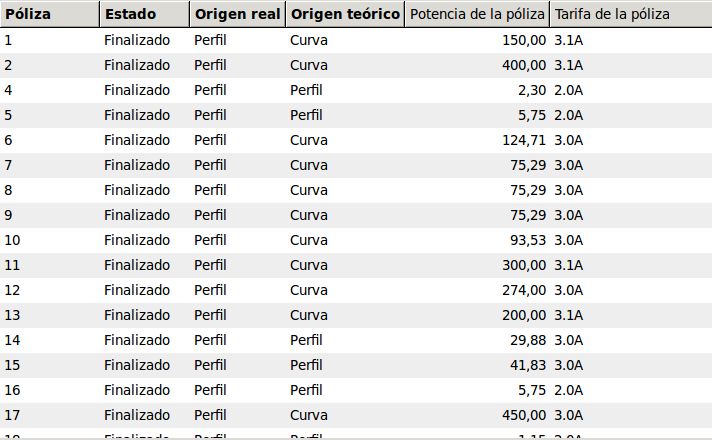 Póliza Estado Origen real Origen teórico Potencia de la póliza Tarifa de la póliza
1 Finalizado Perfil Curva 150,00 3.1A
2 Finalizado Perfil Curva 400,00 3.1A
4 Finalizado Perfil Perfil 2,30 2.0A
5 Finalizado Perfil Perfil 5,75 2.0A
6 Finalizado Perfil Curva 124,71 3.0A
7 Finalizado Perfil Curva 75,29 3.0A
8 Finalizado Perfil Curva 75,29 3.0A
9 Finalizado Perfil Curva 75,29 3.0A
10 Finalizado Perfil Curva 93,53 3.0A
11 Finalizado Perfil Curva 300,00 3.1A
12 Finalizado Perfil Curva 274,00 3.0A
13 Finalizado Perfil Curva 200,00 3.1A
14 Finalizado Perfil Perfil 29,88 3.0A
15 Finalizado Perfil Perfil 41,83 3.0A
16 Finalizado Perfil Perfil 5,75 2.0A
17 Finalizado Perfil Curva 450,00 3.0A